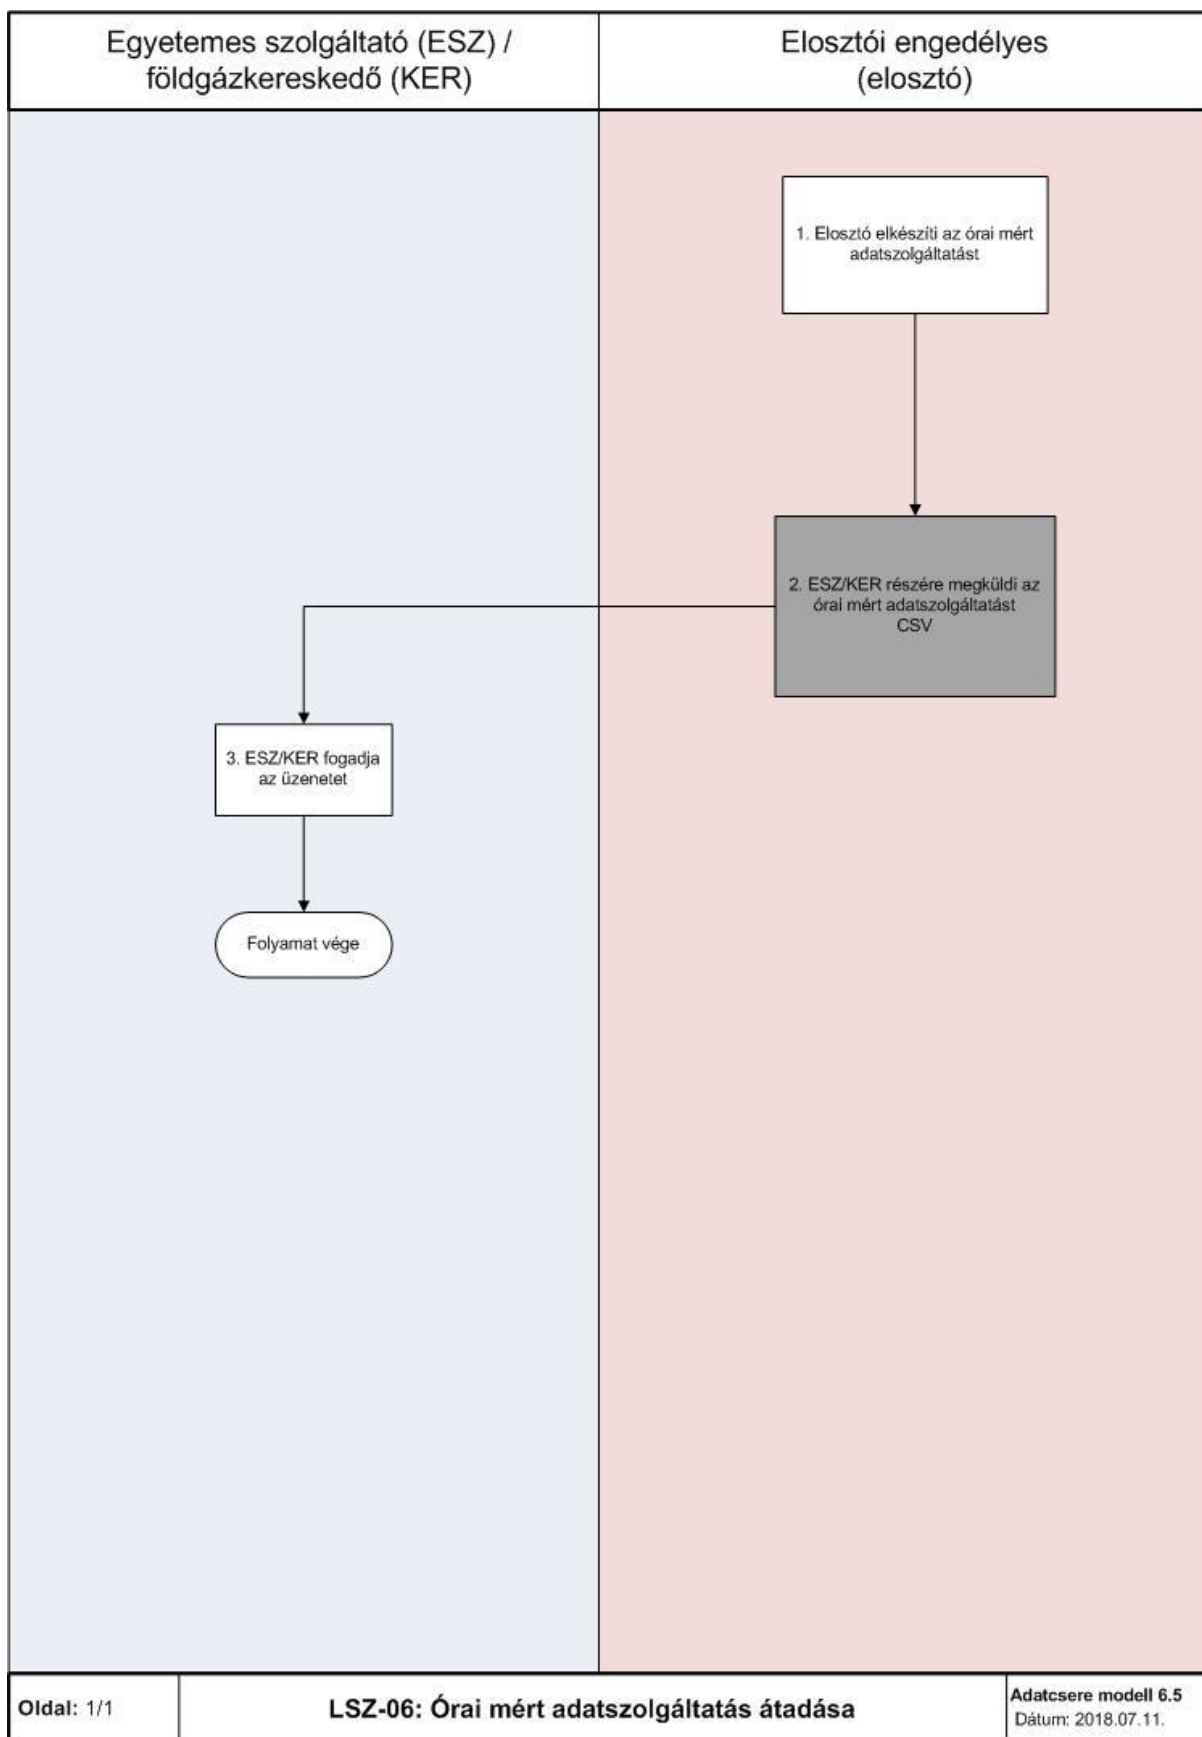 Egyetemes szolgáltató (ESZ) /
földgázkereskedő (KER)
Elosztói engedélyes
(elosztó)
1. Elosztó elkészíti az órai mért
adatszolgáltatást
2. ESZ/KER részére megküldi az
órai mért adatszolgáltatást
CSV
3. ESZ/KER fogadja
az üzenetet
Folyamat vége
Oldal: 1/1
LSZ-06: Órai mért adatszolgáltatás átadása
Adatcsere modell 6.5
Dátum: 2018.07.11.